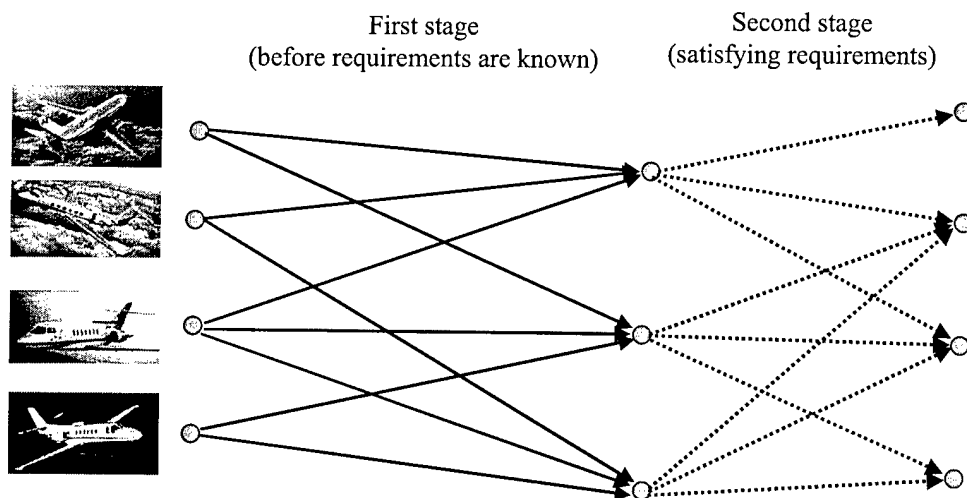 First stage
(before requirements are known)
Second stage
(satisfying requirements)